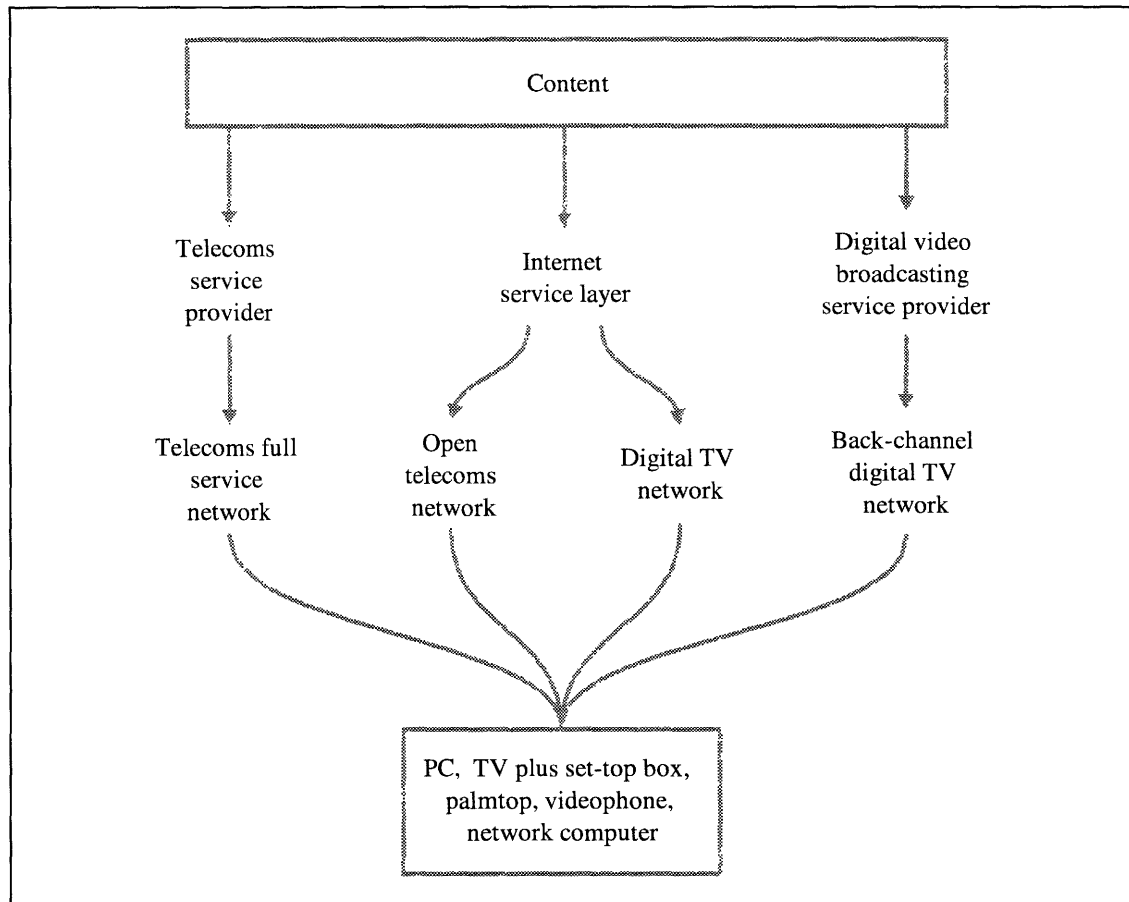 Content
Telecoms
service
provider
Internet
service layer
Digital video
broadcasting
service provider
Telecoms full
service
network
Open
telecoms
network
Digital TV
network
Back-channel
digital TV
network
PC, TV plus set-top box,
palmtop, videophone,
network computer